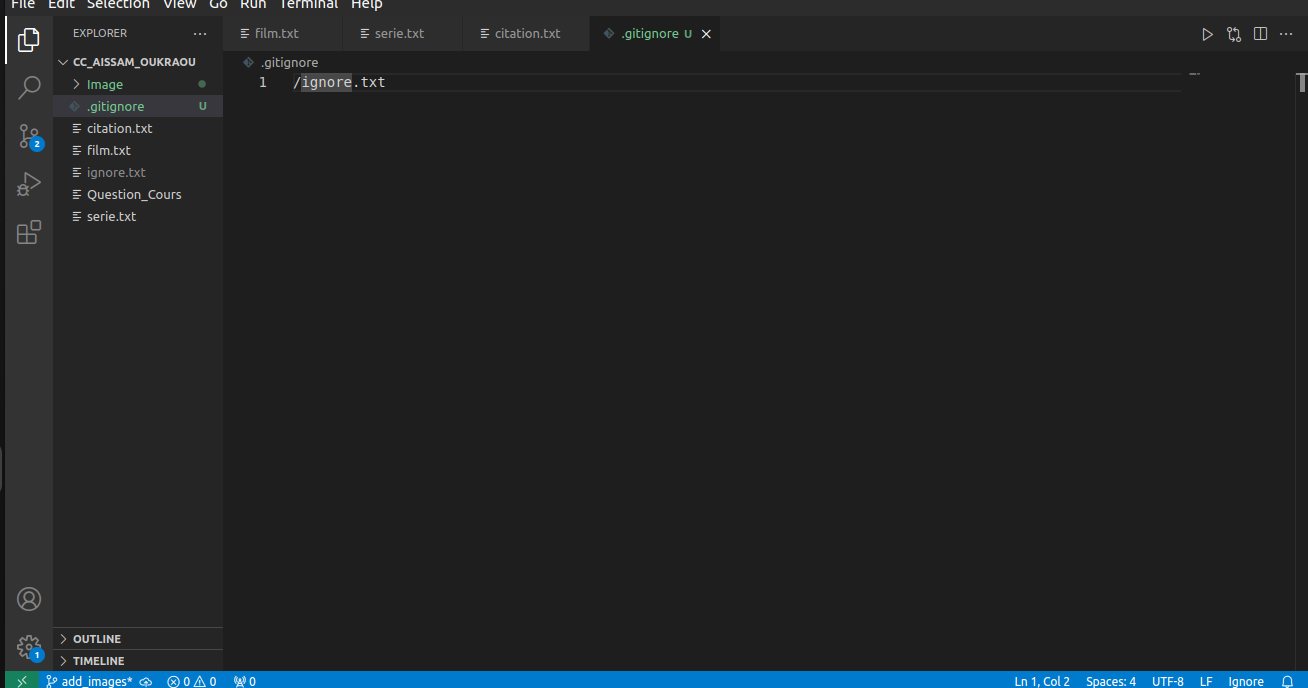 File Edit Selection View Go Run Terminal Help
EXPLORER ···
film.txt
serie.txt
citation.txt
.gitignore U
CC_AISSAM_OUKRAOU
Image
.gitignore U
citation.txt
film.txt
ignore.txt
Question_Cours
serie.txt
.gitignore
1 /ignore.txt
2
OUTLINE
1
TIMELINE
add_images* 0 0 0 Ln 1, Col 2 Spaces: 4 UTF-8 LF Ignore